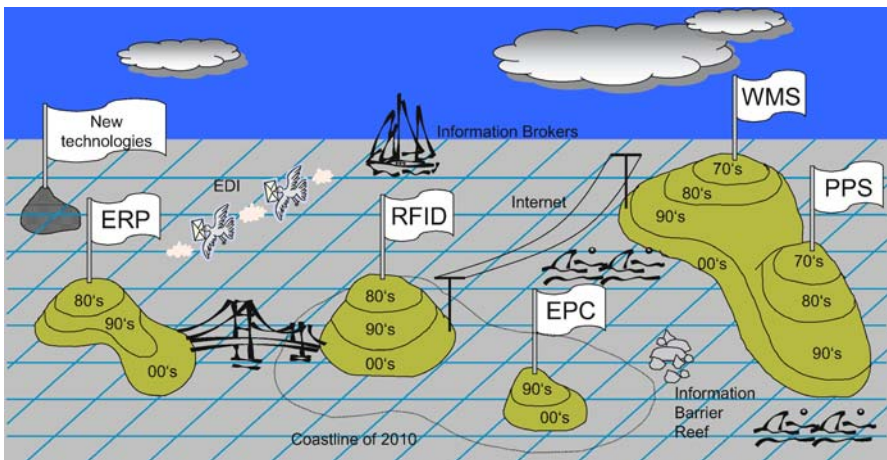 New
technologies
ERP
EDI
Information Brokers
RFID
Internet
WMS
PPS
EPC
80's
90's
00's
80's
90's
00's
90's
00's
70's
80's
90's
00's
70's
80's
90's
Coastline of 2010
Information
Barrier
Reef